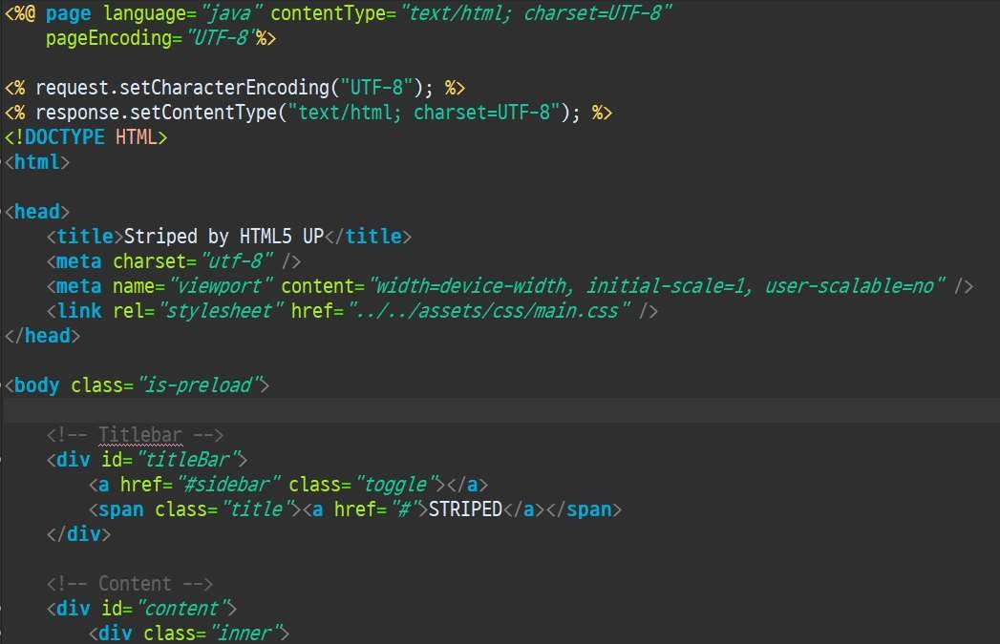 <%@ page language="java" contentType="text/html; charset=UTF-8"
pageEncoding="UTF-8"%>
<% request.setCharacterEncoding("UTF-8"); %>
<% response.setContentType("text/html; charset=UTF-8"); %>
<!DOCTYPE HTML>
<html>
<head>
<title>Striped by HTML5 UP</title>
<meta charset="utf-8" />
<meta name="viewport" content="width=device-width, initial-scale=1, user-scalable=no" />
<link rel="stylesheet" href="../../assets/css/main.css" />
</head>
<body class="is-preload">
<!-- Titlebar -->
<div id="titleBar">
<a href="#sidebar" class="toggle"></a>
<span class="title"><a href="#">STRIPED</a></span>
</div>
<!-- Content -->
<div id="content">
<div class="inner">